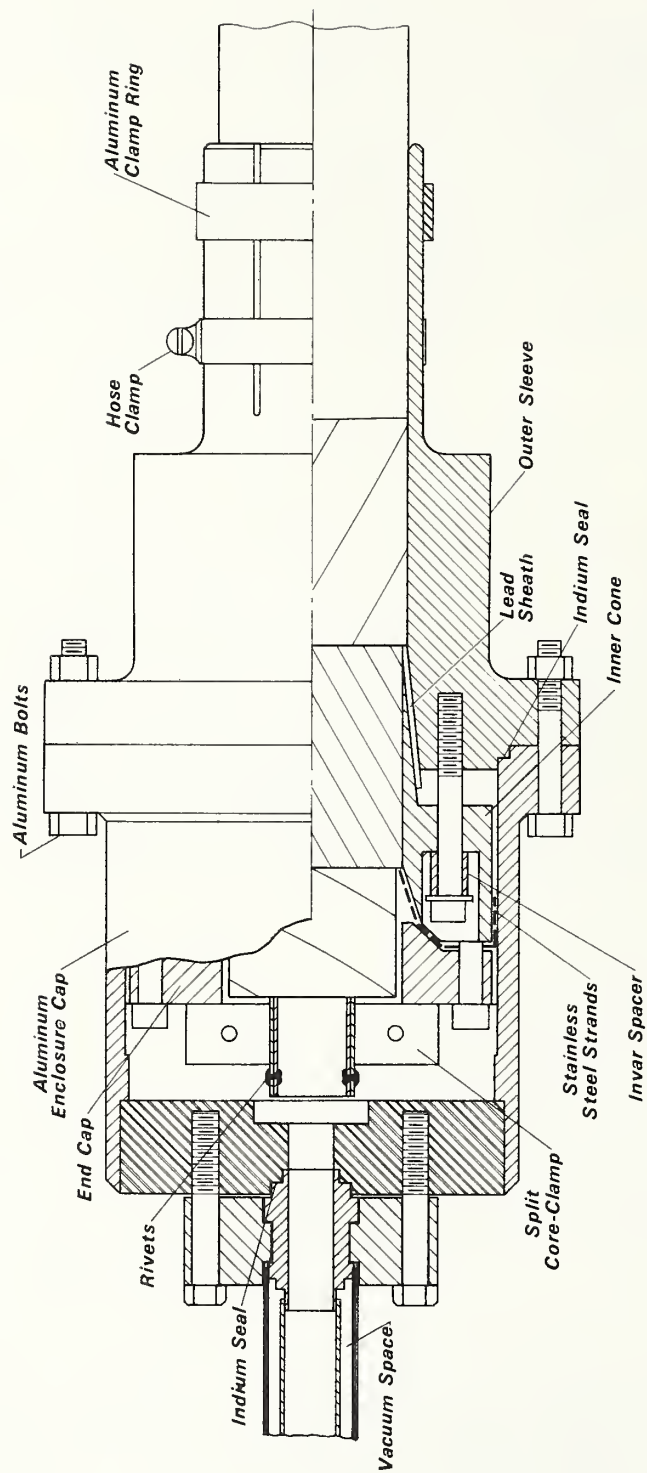 Aluminum
Clamp Ring
Hose
Clamp
Aluminum Bolts
Aluminum
Enclosure Cap
End Cap
Rivets
Indium Seal
Vacuum Space
Split
Core-Clamp
Stainless
Steel Strands
Invar Spacer
Inner Cone
Indium Seal
Lead
Sheath
Outer Sleeve